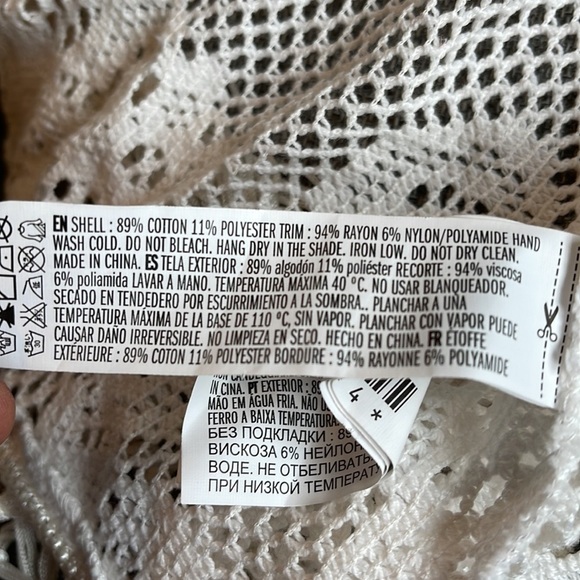 EN SHELL : 89% COTTON 11% POLYESTER TRIM : 94% RAYON 6% NYLON/POLYAMIDE HAND
WASH COLD. DO NOT BLEACH. HANG DRY IN THE SHADE. IRON LOW. DO NOT DRY CLEAN.
MADE IN CHINA. ES TELA EXTERIOR : 89% algodón 11% poliéster RECORTE : 94% viscosa
6% poliamida LAVAR A MANO. TEMPERATURA MÁXIMA 40 °C. NO USAR BLANQUEADOR.
SECADO EN TENDEDERO POR ESCURRIMIENTO A LA SOMBRA.. PLANCHAR A UNA
TEMPERATURA MÁXIMA DE LA BASE DE 110 °C, SIN VAPOR. PLANCHAR CON VAPOR PUEDE
CAUSAR DAÑO IRREVERSIBLE. NO LIMPIEZA EN SECO. HECHO EN CHINA. FR ÉTOFFE
EXTÉRIEURE : 89% COTON 11% POLYESTER BORDURE : 94% RAYONNE 6% POLYAMIDE
30
IN CINA. PT EXTERIOR : 89
MÃO EM ÁGUA FRIA. NÃO U
FERRO A BAIXA TEMPERATURA.
БЕЗ ПОДКЛАДКИ : 89
ВИСКОЗА 6% НЕЙЛОН
ВОДЕ. НЕ ОТБЕЛИВАТЬ
ПРИ НИЗКОЙ ТЕМПЕРАТ
4 *